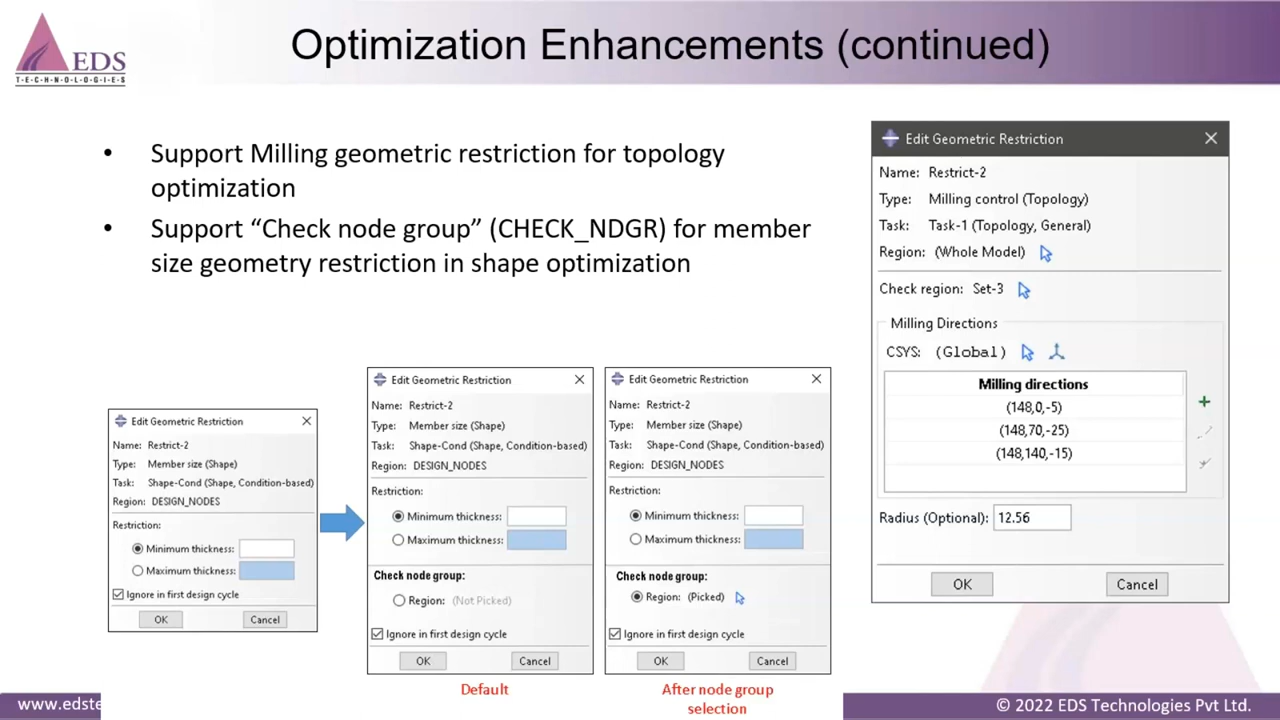 EDS
T•E•C•H•N•O•L•O•G•I•E•S
Optimization Enhancements (continued)
• Support Milling geometric restriction for topology
optimization
• Support “Check node group” (CHECK_NDGR) for member
size geometry restriction in shape optimization
Edit Geometric Restriction
Name: Restrict-2
Type: Member size (Shape)
Task: Shape-Cond (Shape, Condition-based)
Region: DESIGN_NODES
Restriction:
Minimum thickness:
Maximum thickness:
Ignore in first design cycle
OK Cancel
Edit Geometric Restriction
Name: Restrict-2
Type: Member size (Shape)
Task: Shape-Cond (Shape, Condition-based)
Region: DESIGN_NODES
Restriction:
Minimum thickness:
Maximum thickness:
Check node group:
Region: (Not Picked)
Ignore in first design cycle
OK Cancel
Default
Edit Geometric Restriction
Name: Restrict-2
Type: Member size (Shape)
Task: Shape-Cond (Shape, Condition-based)
Region: DESIGN_NODES
Restriction:
Minimum thickness:
Maximum thickness:
Check node group:
Region: (Picked)
Ignore in first design cycle
OK Cancel
After node group
selection
Edit Geometric Restriction
Name: Restrict-2
Type: Milling control (Topology)
Task: Task-1 (Topology, General)
Region: (Whole Model)
Check region: Set-3
Milling Directions
CSYS: (Global)
Milling directions
(148,0,-5)
(148,70,-25)
(148,140,-15)
Radius (Optional): 12.56
OK Cancel
www.edste
© 2022 EDS Technologies Pvt Ltd.